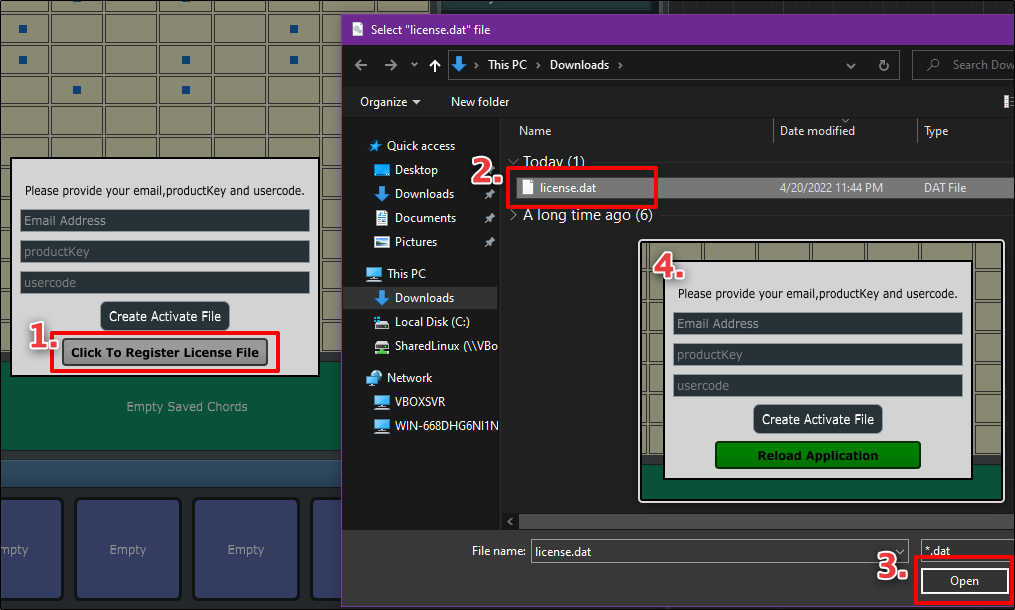 Select "license.dat" file
This PC > Downloads >
Search Dow
Organize
New folder
Name
Date modified
Type
Quick access
Desktop
Downloads
Documents
Pictures
This PC
Downloads
Local Disk (C:)
SharedLinux (\\VBo
Network
VBOXSVR
WIN-668DHG6NI1N
Today (1)
2.
license.dat
4/20/2022 11:44 PM
DAT File
A long time ago (6)
Please provide your email,productKey and usercode.
Email Address
productKey
usercode
Create Activate File
1.
Click To Register License File
Empty Saved Chords
mpty
Empty
Empty
4.
Please provide your email,productKey and usercode.
Email Address
productKey
usercode
Create Activate File
Reload Application
File name:
license.dat
*.dat
3.
Open